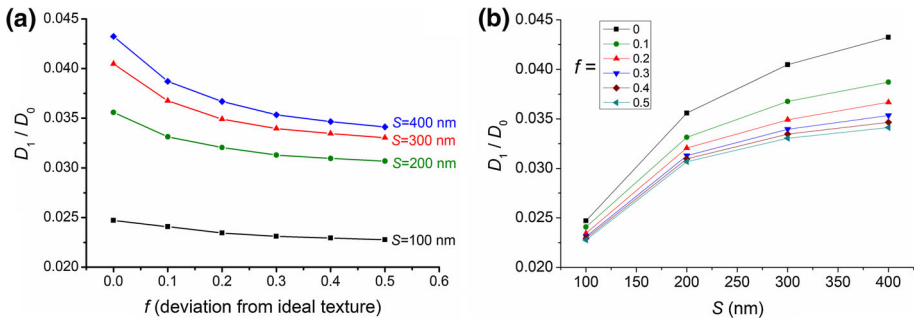 (a)
0.045
0.040
0.035
0.030
0.025
0.020
D₁ / D₀
S=400 nm
S=300 nm
S=200 nm
S=100 nm
0.0 0.1 0.2 0.3 0.4 0.5 0.6
f (deviation from ideal texture)
(b)
0.045
0.040
0.035
0.030
0.025
0.020
D₁ / D₀
f =
0
0.1
0.2
0.3
0.4
0.5
100 200 300 400
S (nm)